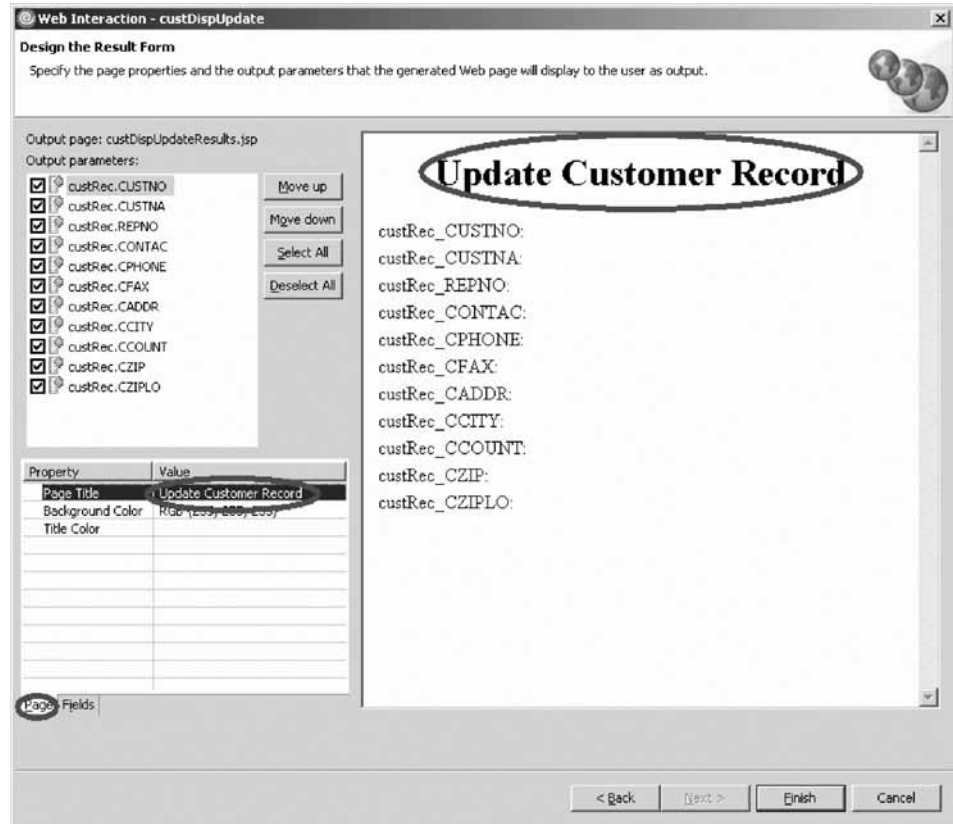 Web Interaction - custDispUpdate
Design the Result Form
Specify the page properties and the output parameters that the generated Web page will display to the user as output.
Output page: custDispUpdateResults.jsp
Output parameters:
custRec.CUSTNO
custRec.CUSTNA
custRec.REPNO
custRec.CONTAC
custRec.CPHONE
custRec.CFAX
custRec.CADDR
custRec.CCITY
custRec.CCOUNT
custRec.CZIP
custRec.CZIPLO
Move up
Move down
Select All
Deselect All
Property Value
Page Title Update Customer Record
Background Color RGB (255, 255, 255)
Title Color
Page Fields
Update Customer Record
custRec_CUSTNO:
custRec_CUSTNA:
custRec_REPNO:
custRec_CONTAC:
custRec_CPHONE:
custRec_CFAX:
custRec_CADDR:
custRec_CCITY:
custRec_CCOUNT:
custRec_CZIP:
custRec_CZIPLO:
< Back Next > Finish Cancel